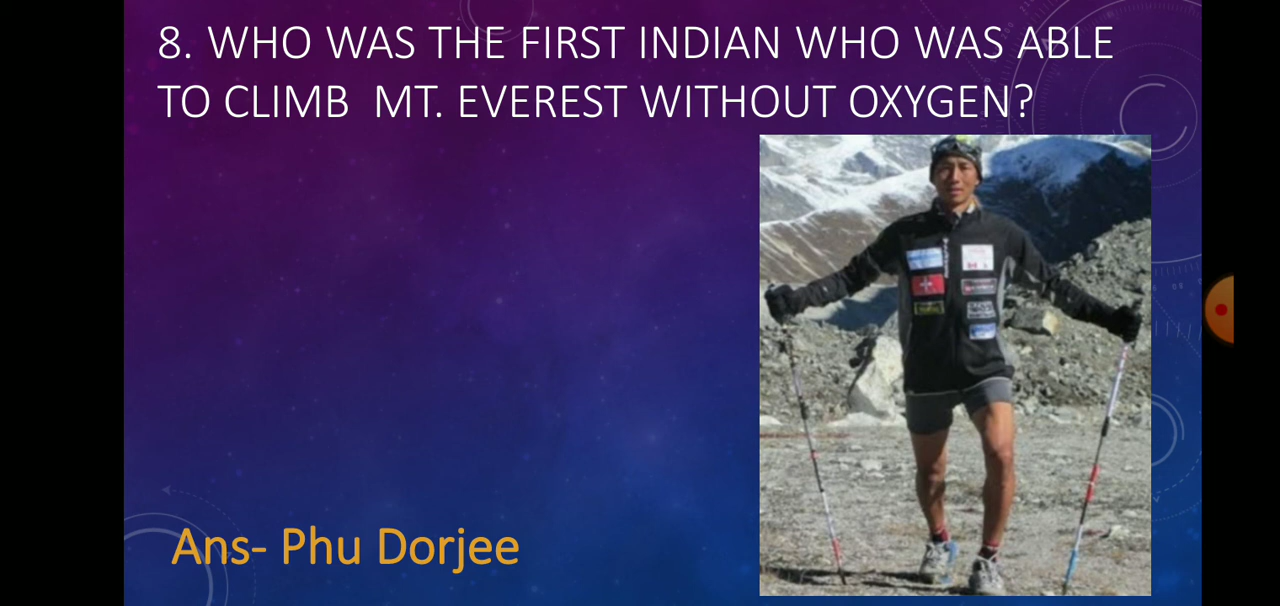 8. WHO WAS THE FIRST INDIAN WHO WAS ABLE
TO CLIMB  MT. EVEREST WITHOUT OXYGEN?
Ans- Phu Dorjee